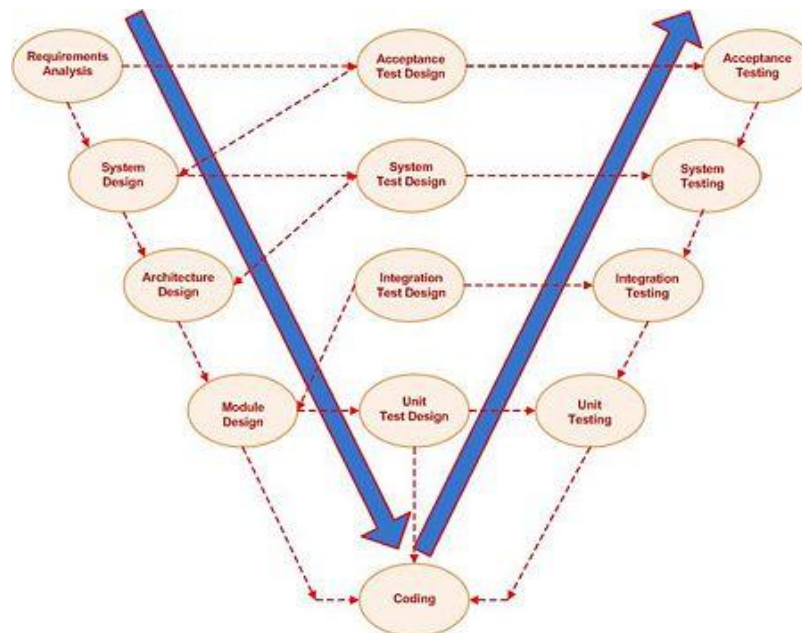 Requirements
Analysis
Acceptance
Test Design
Acceptance
Testing
System
Design
System
Test Design
System
Testing
Architecture
Design
Integration
Test Design
Integration
Testing
Module
Design
Unit
Test Design
Unit
Testing
Coding